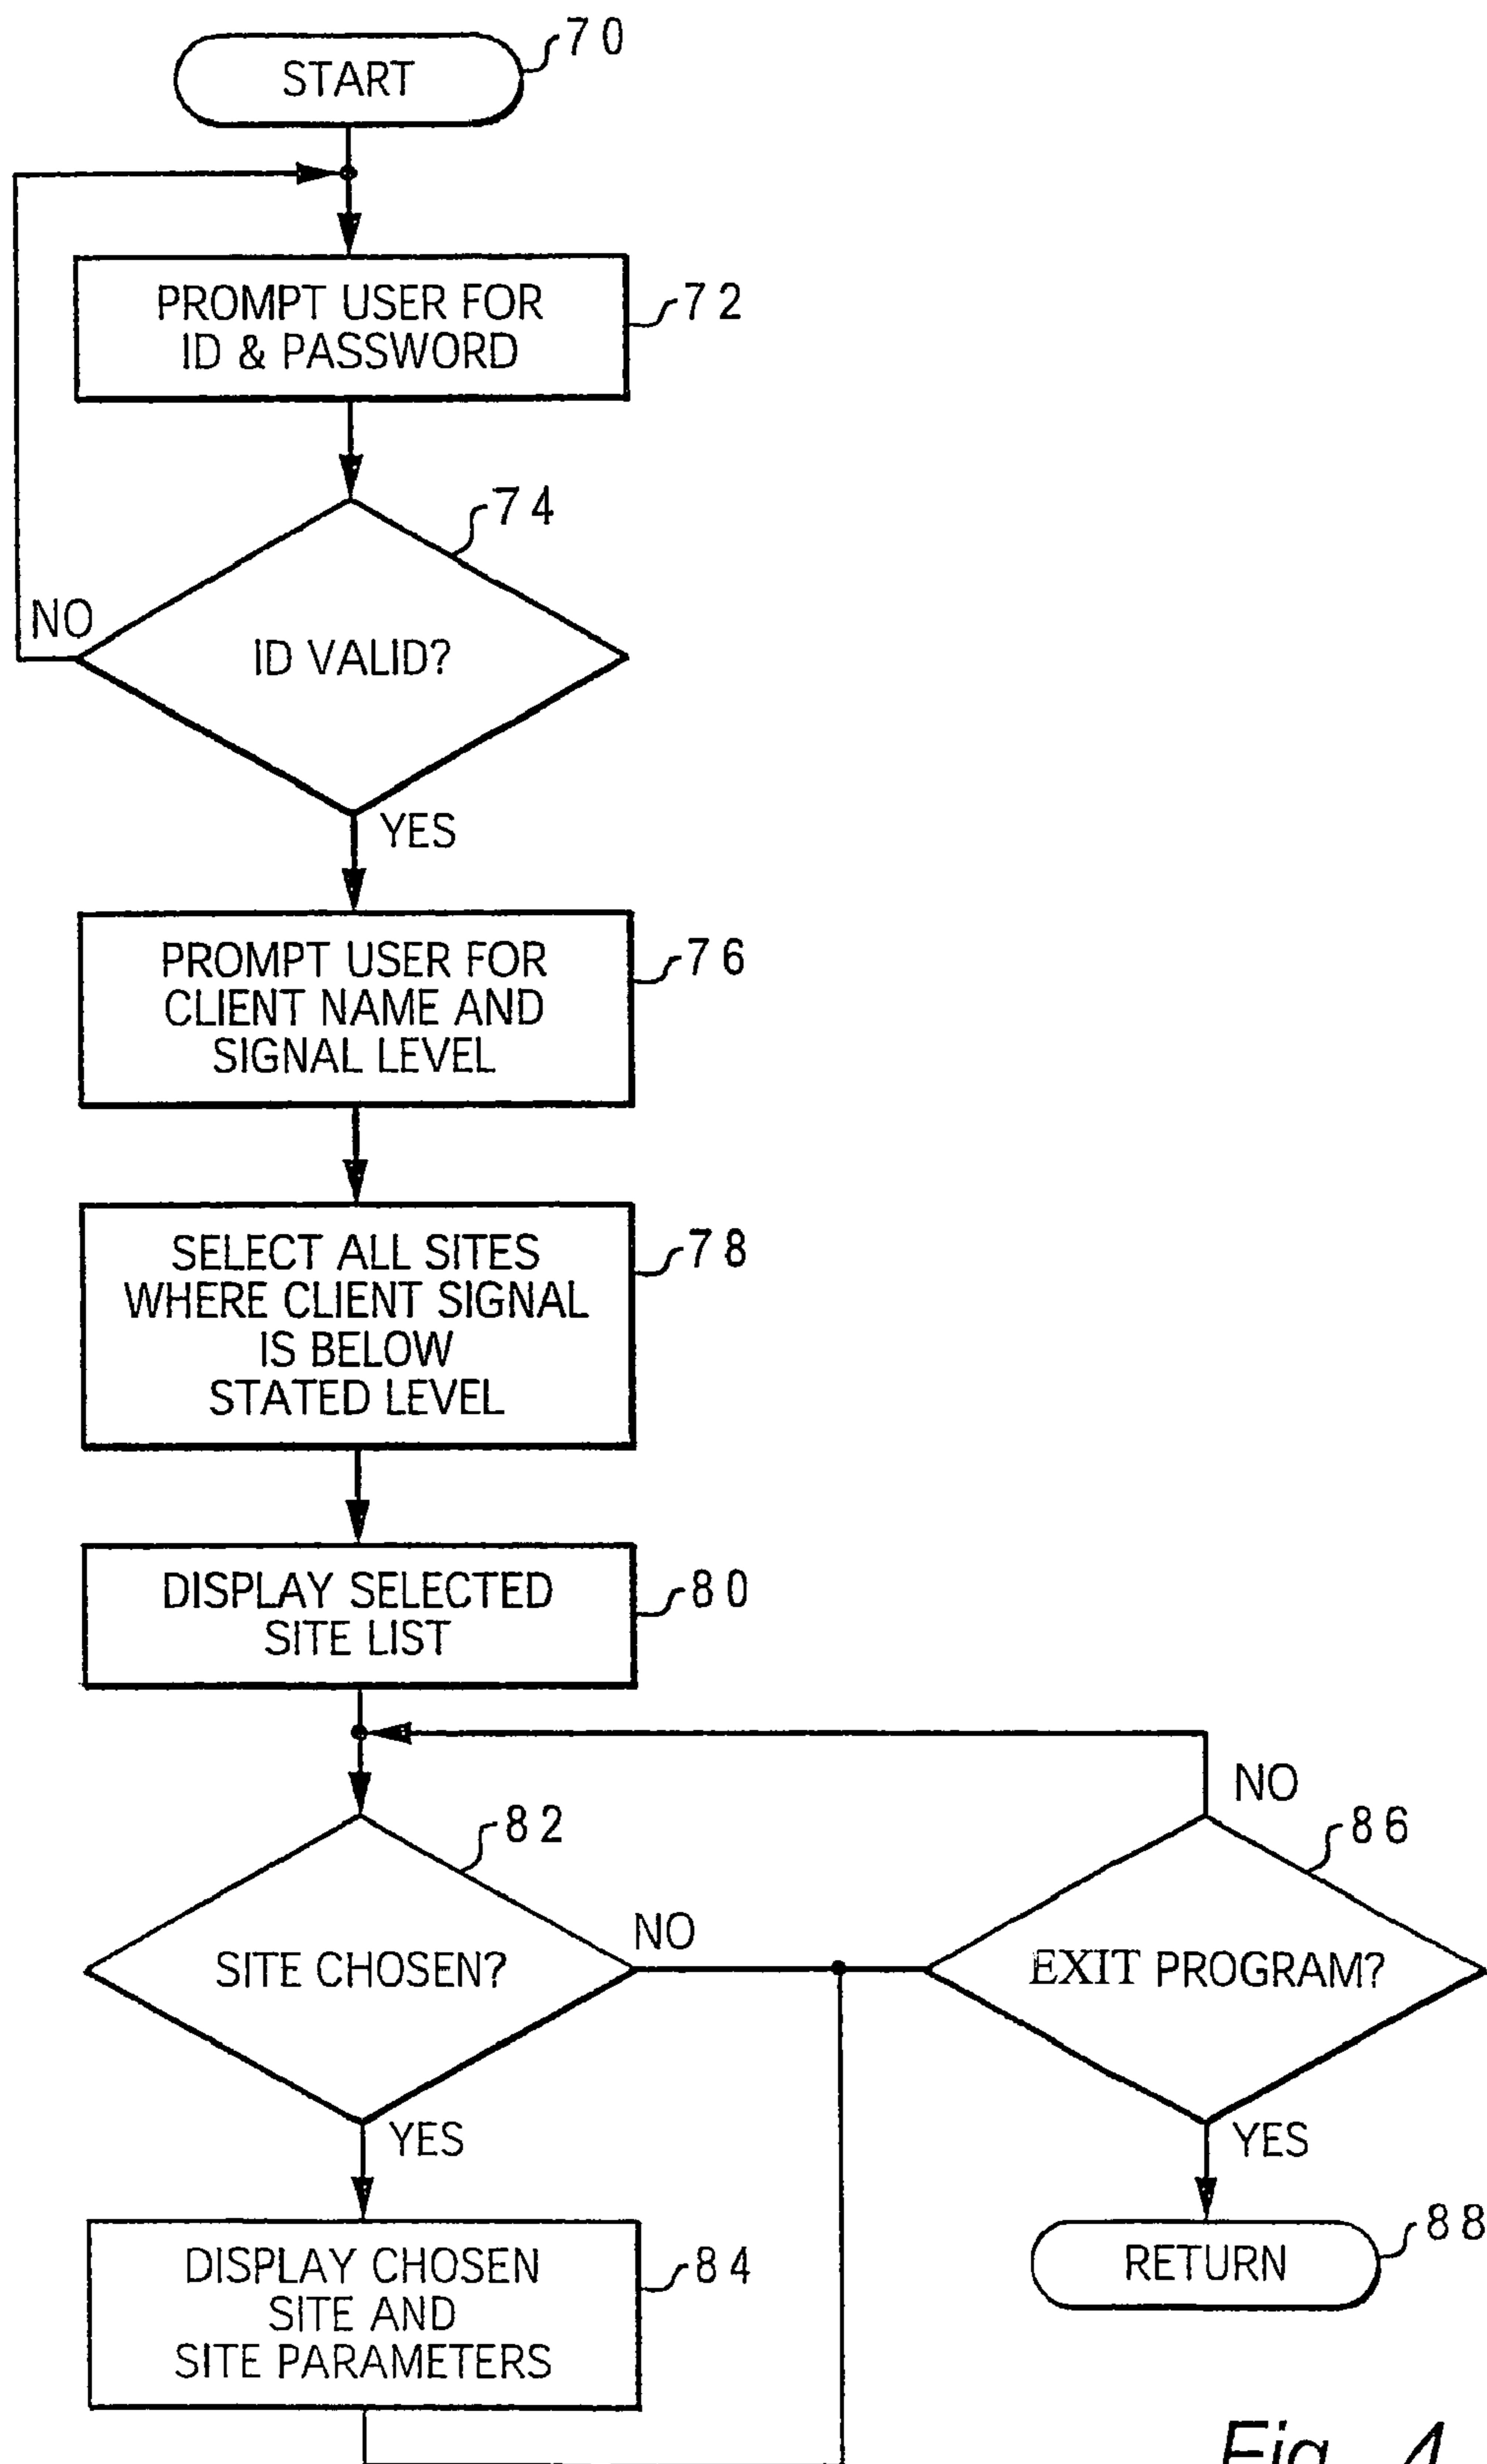 START
70
PROMPT USER FOR
ID & PASSWORD
72
74
NO
ID VALID?
YES
PROMPT USER FOR
CLIENT NAME AND
SIGNAL LEVEL
76
SELECT ALL SITES
WHERE CLIENT SIGNAL
IS BELOW
STATED LEVEL
78
DISPLAY SELECTED
SITE LIST
80
82
SITE CHOSEN?
NO
YES
NO
86
EXIT PROGRAM?
YES
DISPLAY CHOSEN
SITE AND
SITE PARAMETERS
84
RETURN
88
Fig. 4